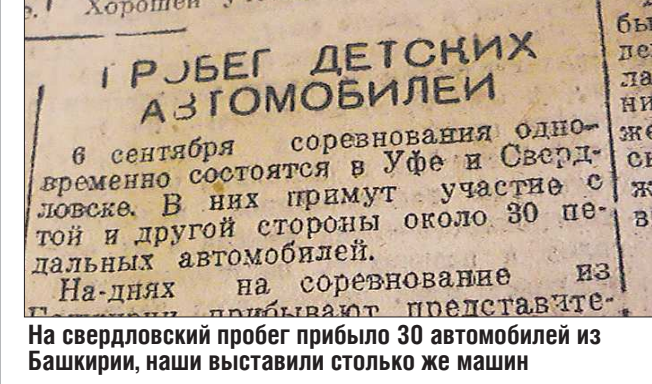 Хорошей
ПРОБЕГ ДЕТСКИХ
АВТОМОБИЛЕЙ
6 сентября соревнования одно-
временно состоятся в Уфе и Сверд-
ловске. В них примут участие с
той и другой стороны около 30 пе-
дальных автомобилей.
На-днях на соревнование из
прибывают представите-
На свердловский пробег прибыло 30 автомобилей из
Башкирии, наши выставили столько же машин